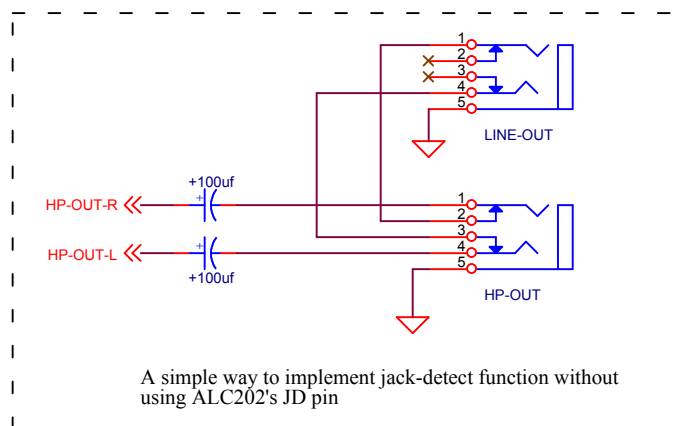 1
2
3
4
5
LINE-OUT
+100uf
+
HP-OUT-R
1
2
3
HP-OUT-L
+
4
+100uf
5
HP-OUT
A simple way to implement jack-detect function without
using ALC202's JD pin